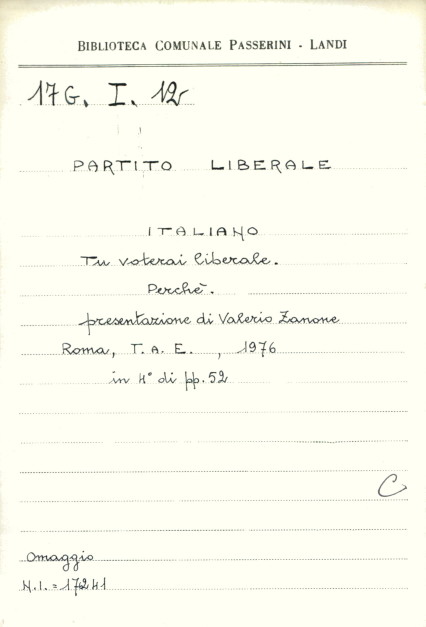 BIBLIOTECA COMUNALE PASSERINI - LANDI
17G. I. 12
PARTITO LIBERALE
ITALIANO
Tu voterai liberale.
Perchè.
presentazione di Valerio Zanone
Roma, T. A. E. , 1976
in 4° di pp. 52
C
Omaggio
N.I. = 17241